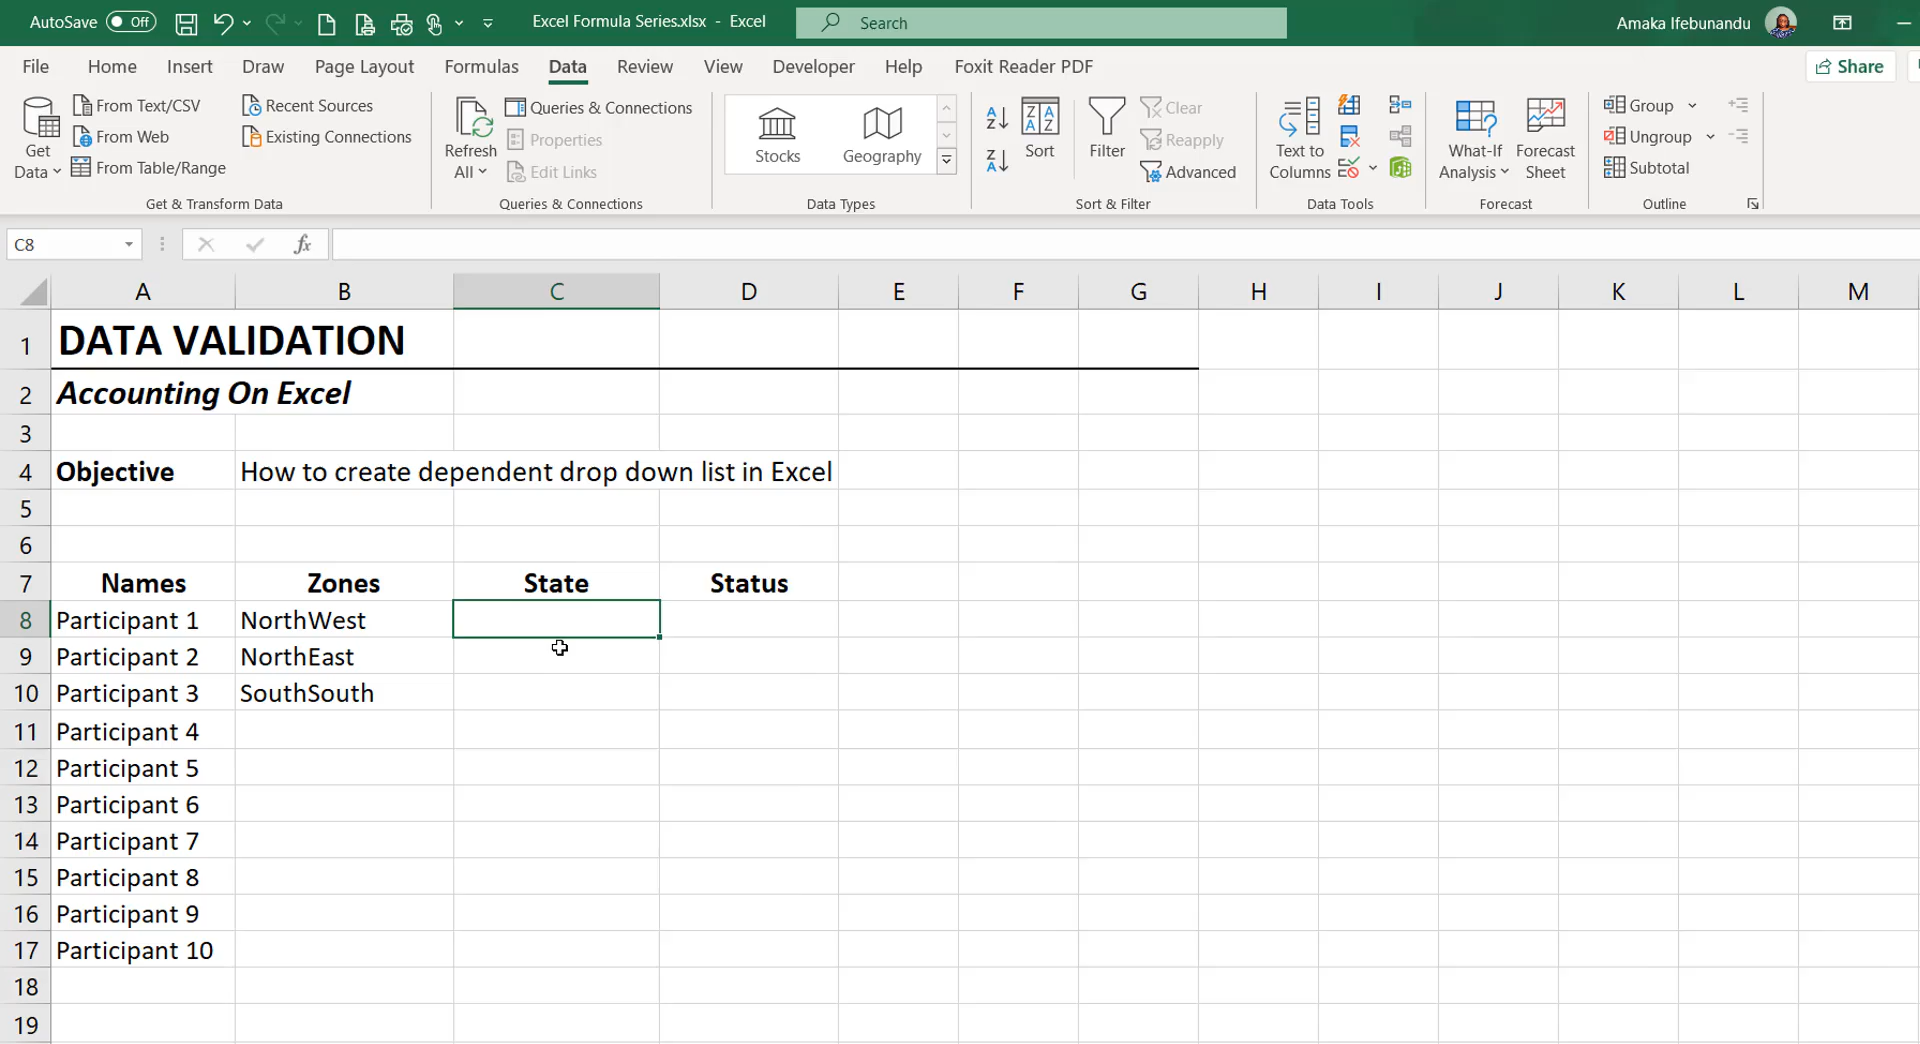 AutoSave Off Excel Formula Series.xlsx - Excel Search Amaka Ifebunandu
File Home Insert Draw Page Layout Formulas Data Review View Developer Help Foxit Reader PDF Share
Get Data
From Text/CSV
From Web
From Table/Range
Recent Sources
Existing Connections
Get & Transform Data
Refresh All
Queries & Connections
Properties
Edit Links
Queries & Connections
Stocks
Geography
Data Types
Sort
Filter
Clear
Reapply
Advanced
Sort & Filter
Text to Columns
Data Tools
What-If Analysis
Forecast Sheet
Forecast
Group
Ungroup
Subtotal
Outline
C8 fx
A B C D E F G H I J K L M
1 DATA VALIDATION
2 Accounting On Excel
3
4 Objective How to create dependent drop down list in Excel
5
6
7 Names Zones State Status
8 Participant 1 NorthWest
9 Participant 2 NorthEast
10 Participant 3 SouthSouth
11 Participant 4
12 Participant 5
13 Participant 6
14 Participant 7
15 Participant 8
16 Participant 9
17 Participant 10
18
19